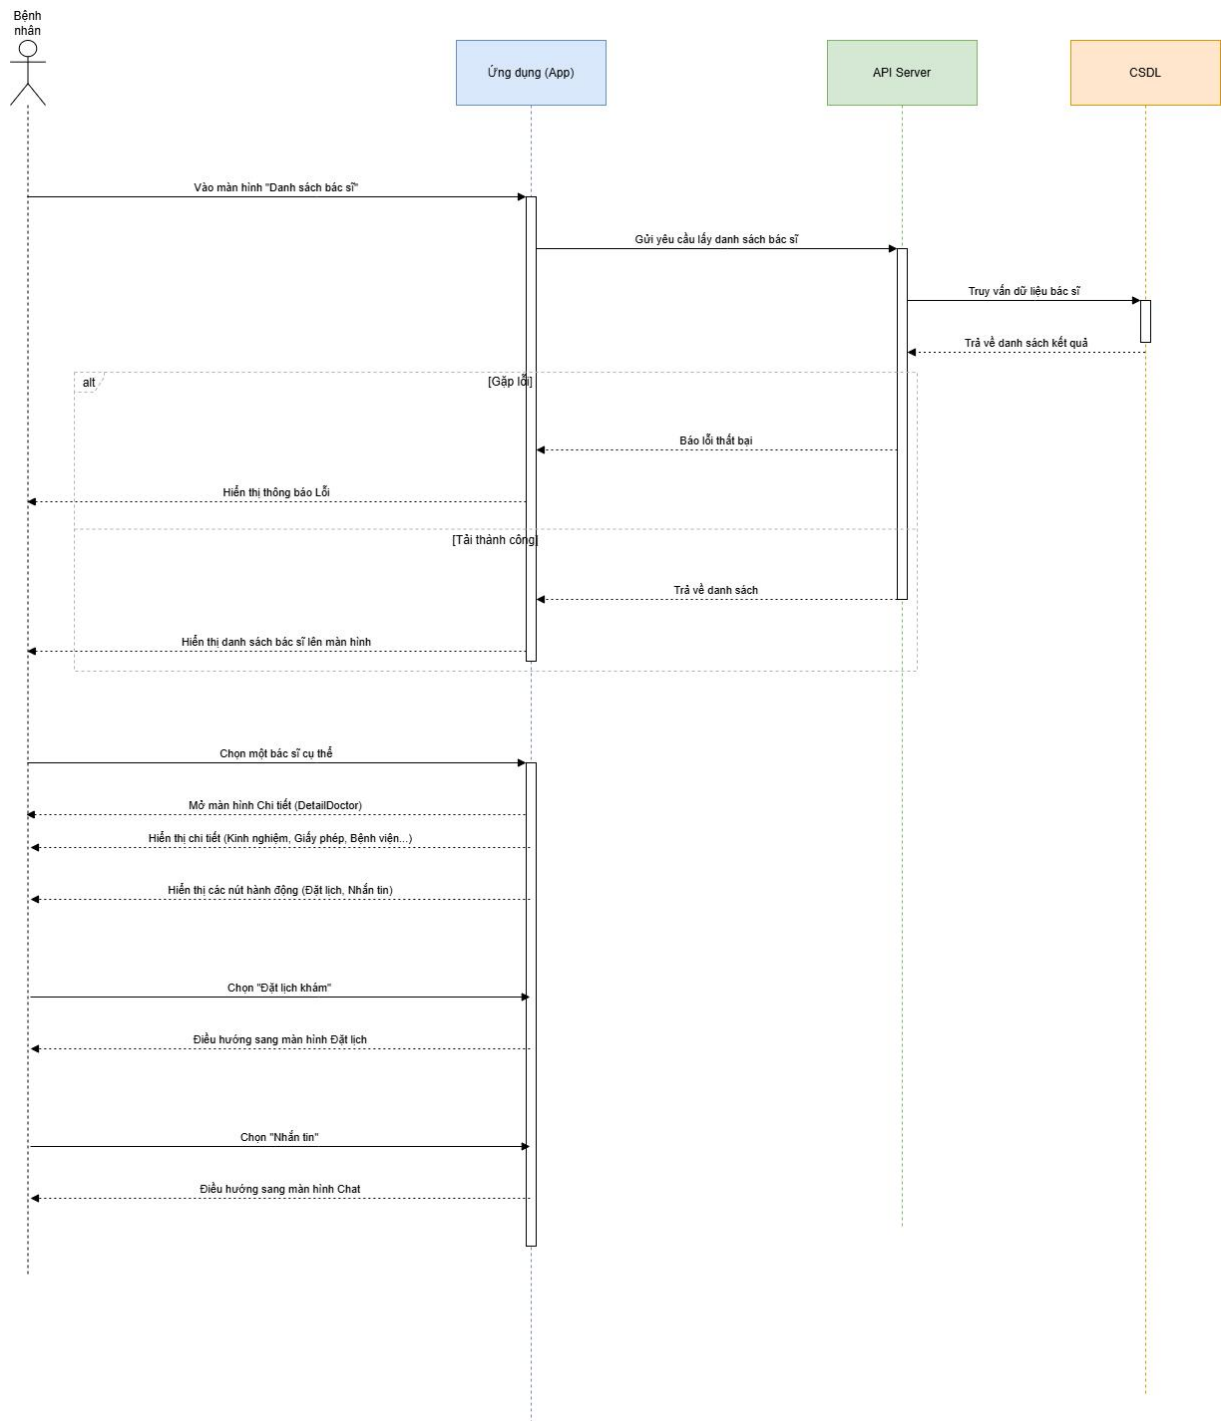 Bệnh
nhân
Ứng dụng (App)
API Server
CSDL
Vào màn hình "Danh sách bác sĩ"
Gửi yêu cầu lấy danh sách bác sĩ
Truy vấn dữ liệu bác sĩ
Trả về danh sách kết quả
alt
[Gặp lỗi]
Báo lỗi thất bại
Hiển thị thông báo Lỗi
[Tải thành công]
Trả về danh sách
Hiển thị danh sách bác sĩ lên màn hình
Chọn một bác sĩ cụ thể
Mở màn hình Chi tiết (DetailDoctor)
Hiển thị chi tiết (Kinh nghiệm, Giấy phép, Bệnh viện...)
Hiển thị các nút hành động (Đặt lịch, Nhắn tin)
Chọn "Đặt lịch khám"
Điều hướng sang màn hình Đặt lịch
Chọn "Nhắn tin"
Điều hướng sang màn hình Chat